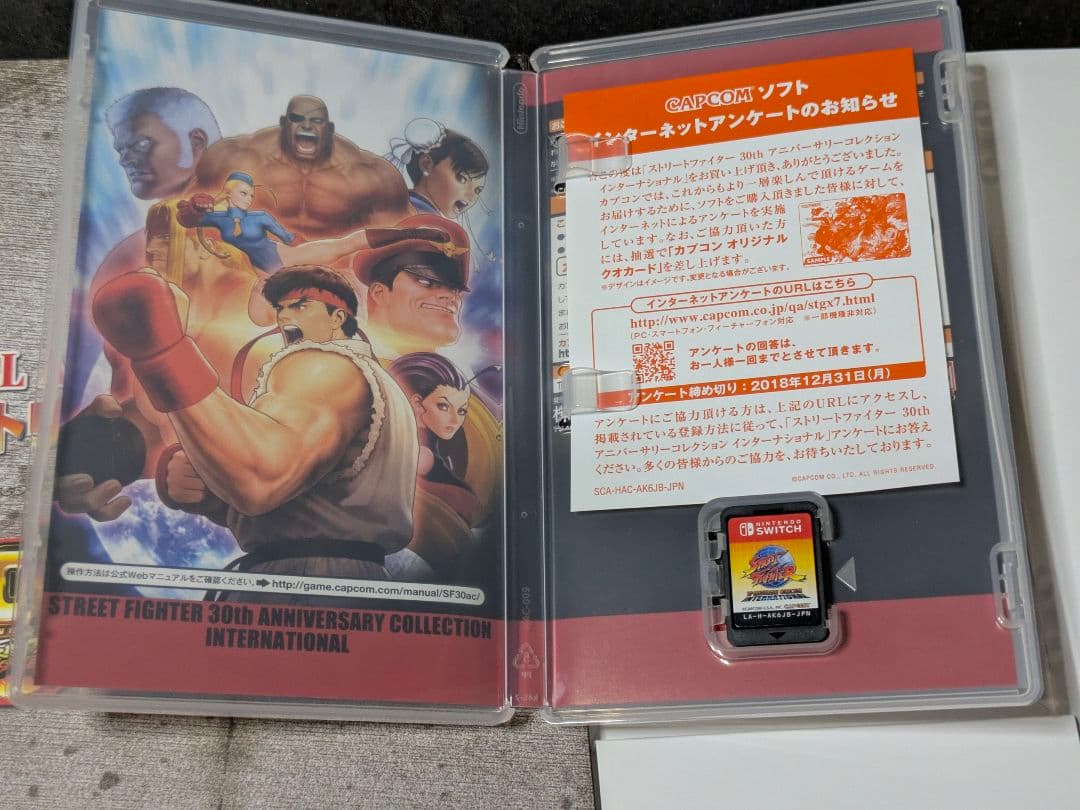 Nintendo
操作方法は公式Webマニュアルをご確認ください。 http://game.capcom.com/manual/SF30ac/
STREET FIGHTER 30th ANNIVERSARY COLLECTION
INTERNATIONAL
CAPCOM ソフト
インターネットアンケートのお知らせ
この度は「ストリートファイター 30th アニバーサリーコレクション
インターナショナル」をお買い上げ頂き、ありがとうございました。
カプコンでは、これからもより一層楽しんで頂けるゲームを
お届けするために、ソフトをご購入頂きました皆様に対して、
インターネットによるアンケートを実施
しています。なお、ご協力頂いた方
には、抽選で「カプコン オリジナル
クオカード」を差し上げます。
※デザインはイメージです。変更となる場合がございます。
SAMPLE
インターネットアンケートのURLはこちら
http://www.capcom.co.jp/qa/stgx7.html
(PC・スマートフォン・フィーチャーフォン対応 ※一部機種非対応)
アンケートの回答は、
お一人様一回までとさせて頂きます。
アンケート締め切り：2018年12月31日(月)
アンケートにご協力頂ける方は、上記のURLにアクセスし、
掲載されている登録方法に従って、「ストリートファイター 30th
アニバーサリーコレクション インターナショナル」アンケートにお答え
ください。多くの皆様からのご協力を、お待ちいたしております。
©CAPCOM CO., LTD. ALL RIGHTS RESERVED.
SCA-HAC-AK6JB-JPN
NINTENDO
SWITCH
STREET
FIGHTER
INTERNATIONAL
LA-H-AK6JB-JPN